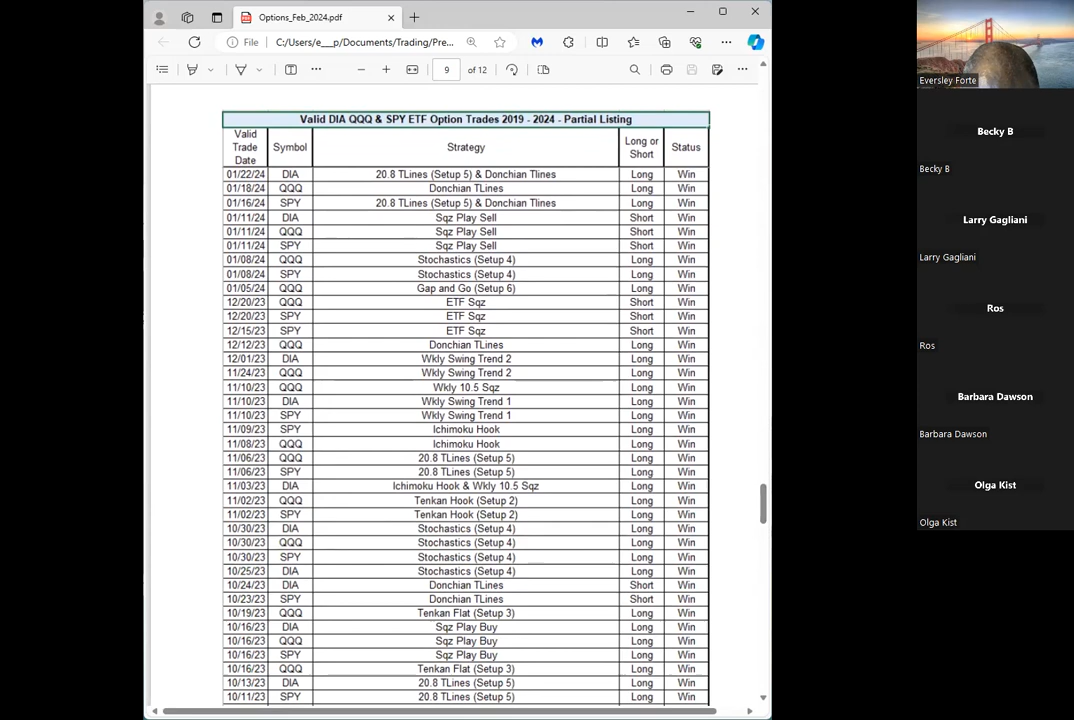 Options_Feb_2024.pdf
File C:/Users/e___p/Documents/Trading/Pre...
9 of 12
Valid DIA QQQ & SPY ETF Option Trades 2019 - 2024 - Partial Listing
Valid Trade Date Symbol Strategy Long or Short Status
01/22/24 DIA 20.8 TLines (Setup 5) & Donchian Tlines Long Win
01/18/24 QQQ Donchian TLines Long Win
01/16/24 SPY 20.8 TLines (Setup 5) & Donchian Tlines Long Win
01/11/24 DIA Sqz Play Sell Short Win
01/11/24 QQQ Sqz Play Sell Short Win
01/11/24 SPY Sqz Play Sell Short Win
01/08/24 QQQ Stochastics (Setup 4) Long Win
01/08/24 SPY Stochastics (Setup 4) Long Win
01/05/24 QQQ Gap and Go (Setup 6) Long Win
12/20/23 QQQ ETF Sqz Short Win
12/20/23 SPY ETF Sqz Short Win
12/15/23 SPY ETF Sqz Short Win
12/12/23 QQQ Donchian TLines Long Win
12/01/23 DIA Wkly Swing Trend 2 Long Win
11/24/23 QQQ Wkly Swing Trend 2 Long Win
11/10/23 QQQ Wkly 10.5 Sqz Long Win
11/10/23 DIA Wkly Swing Trend 1 Long Win
11/10/23 SPY Wkly Swing Trend 1 Long Win
11/09/23 SPY Ichimoku Hook Long Win
11/08/23 QQQ Ichimoku Hook Long Win
11/06/23 QQQ 20.8 TLines (Setup 5) Long Win
11/06/23 SPY 20.8 TLines (Setup 5) Long Win
11/03/23 DIA Ichimoku Hook & Wkly 10.5 Sqz Long Win
11/02/23 QQQ Tenkan Hook (Setup 2) Long Win
11/02/23 SPY Tenkan Hook (Setup 2) Long Win
10/30/23 DIA Stochastics (Setup 4) Long Win
10/30/23 QQQ Stochastics (Setup 4) Long Win
10/30/23 SPY Stochastics (Setup 4) Long Win
10/25/23 DIA Stochastics (Setup 4) Long Win
10/24/23 DIA Donchian TLines Short Win
10/23/23 SPY Donchian TLines Short Win
10/19/23 QQQ Tenkan Flat (Setup 3) Long Win
10/16/23 DIA Sqz Play Buy Long Win
10/16/23 QQQ Sqz Play Buy Long Win
10/16/23 SPY Sqz Play Buy Long Win
10/16/23 QQQ Tenkan Flat (Setup 3) Long Win
10/13/23 DIA 20.8 TLines (Setup 5) Long Win
10/11/23 SPY 20.8 TLines (Setup 5) Long Win
Eversley Forte
Becky B
Becky B
Larry Gagliani
Larry Gagliani
Ros
Ros
Barbara Dawson
Barbara Dawson
Olga Kist
Olga Kist